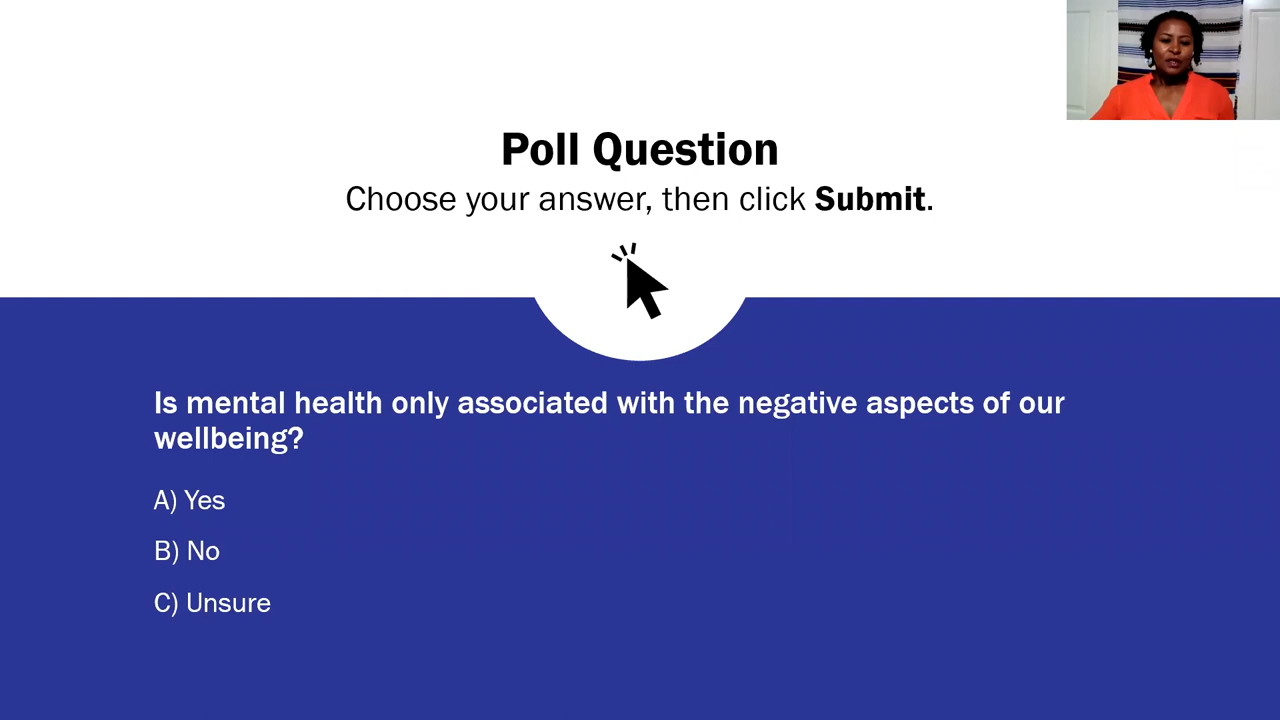 Poll Question
Choose your answer, then click Submit.
Is mental health only associated with the negative aspects of our
wellbeing?
A) Yes
B) No
C) Unsure